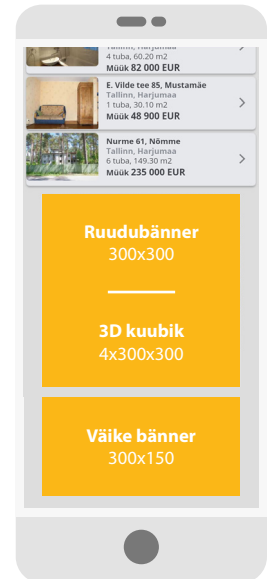 Tallinn, Harjumaa
4 tuba, 60.20 m2
Müük 82 000 EUR
E. Vilde tee 85, Mustamäe
Tallinn, Harjumaa
1 tuba, 30.10 m2
Müük 48 900 EUR
Nurme 61, Nõmme
Tallinn, Harjumaa
6 tuba, 149.30 m2
Müük 235 000 EUR
Ruudubänner
300x300
3D kuubik
4x300x300
Väike bänner
300x150